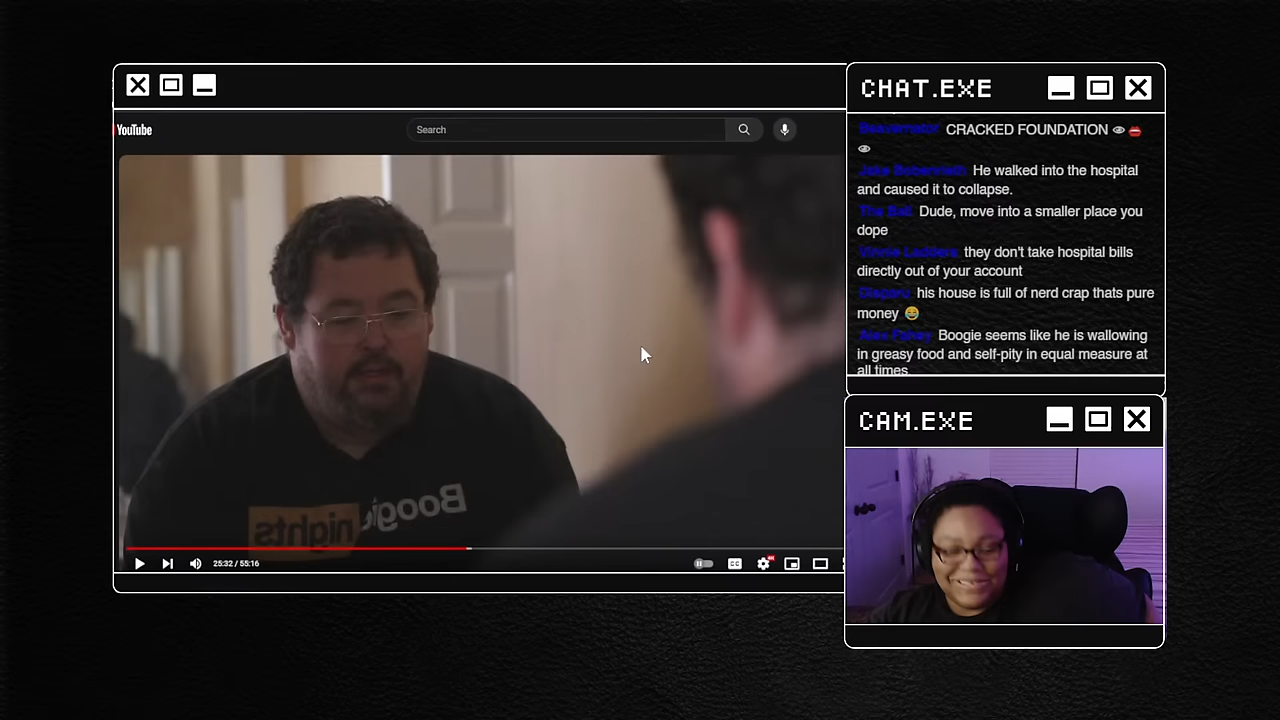 YouTube
Search
Boogie
nights
25:32 / 55:16
CHAT.EXE
Beavernator CRACKED FOUNDATION 👁👄
👁
He walked into the hospital
and caused it to collapse.
The Bail Dude, move into a smaller place you
dope
they don't take hospital bills
directly out of your account
his house is full of nerd crap thats pure
money 😂
Boogie seems like he is wallowing
in greasy food and self-pity in equal measure at
all times
CAM.EXE